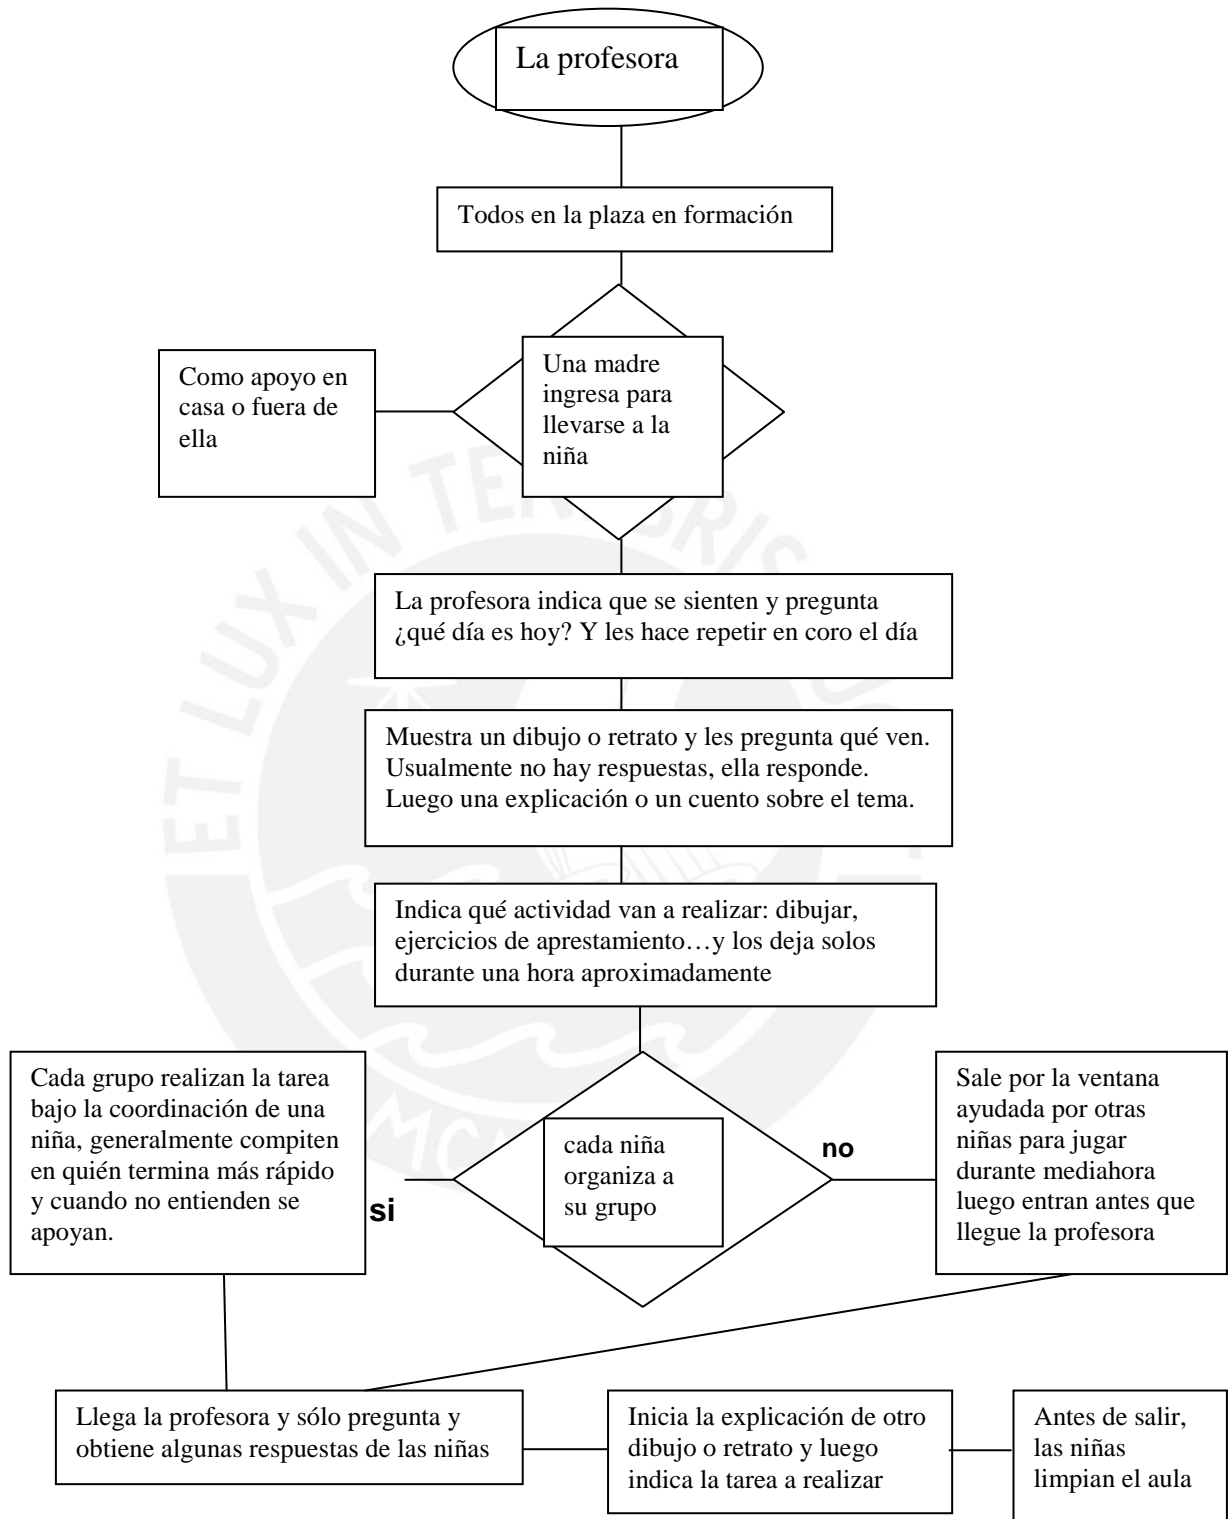 La profesora
Todos en la plaza en formación
Como apoyo en
casa o fuera de
ella
Una madre
ingresa para
llevarse a la
niña
La profesora indica que se sienten y pregunta
¿qué día es hoy? Y les hace repetir en coro el día
Muestra un dibujo o retrato y les pregunta qué ven.
Usualmente no hay respuestas, ella responde.
Luego una explicación o un cuento sobre el tema.
Indica qué actividad van a realizar: dibujar,
ejercicios de aprestamiento…y los deja solos
durante una hora aproximadamente
Cada grupo realizan la tarea
bajo la coordinación de una
niña, generalmente compiten
en quién termina más rápido
y cuando no entienden se
apoyan.
si
cada niña
organiza a
su grupo
no
Sale por la ventana
ayudada por otras
niñas para jugar
durante mediahora
luego entran antes que
llegue la profesora
Llega la profesora y sólo pregunta y
obtiene algunas respuestas de las niñas
Inicia la explicación de otro
dibujo o retrato y luego
indica la tarea a realizar
Antes de salir,
las niñas
limpian el aula
ET LUX IN